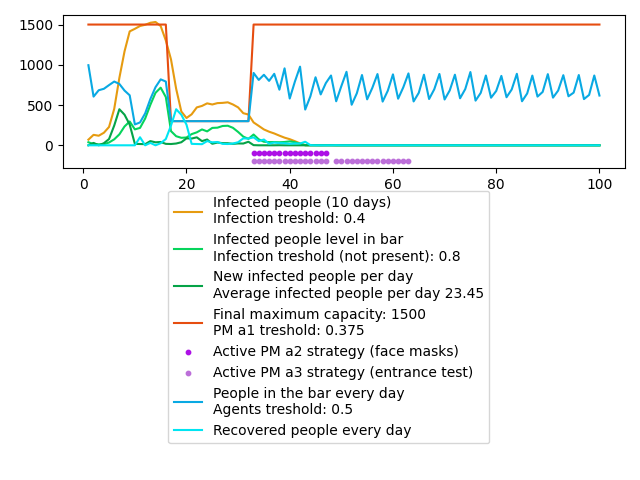 1500
1000
500
0
0
20
40
60
80
100
Infected people (10 days)
Infection treshold: 0.4
Infected people level in bar
Infection treshold (not present): 0.8
New infected people per day
Average infected people per day 23.45
Final maximum capacity: 1500
PM a1 treshold: 0.375
Active PM a2 strategy (face masks)
Active PM a3 strategy (entrance test)
People in the bar every day
Agents treshold: 0.5
Recovered people every day